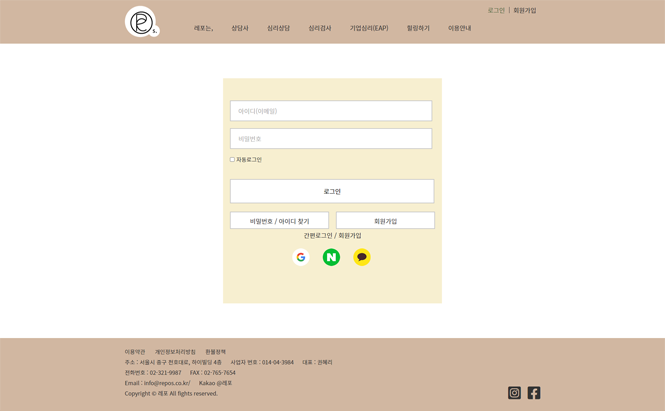 로그인 | 회원가입
s.
레포는, 상담사 심리상담 심리검사 기업심리(EAP) 힐링하기 이용안내
아이디(이메일)
비밀번호
자동로그인
로그인
비밀번호 / 아이디 찾기 회원가입
간편로그인 / 회원가입
G N
이용약관 개인정보처리방침 환불정책
주소 : 서울시 중구 전호대로, 하이빌딩 4층 사업자 번호 : 014-04-3984 대표 : 권혜리
전화번호 : 02-321-9987 FAX : 02-765-7654
Email : info@repos.co.kr/ Kakao @레포
Copyright © 레포 All fights reserved.